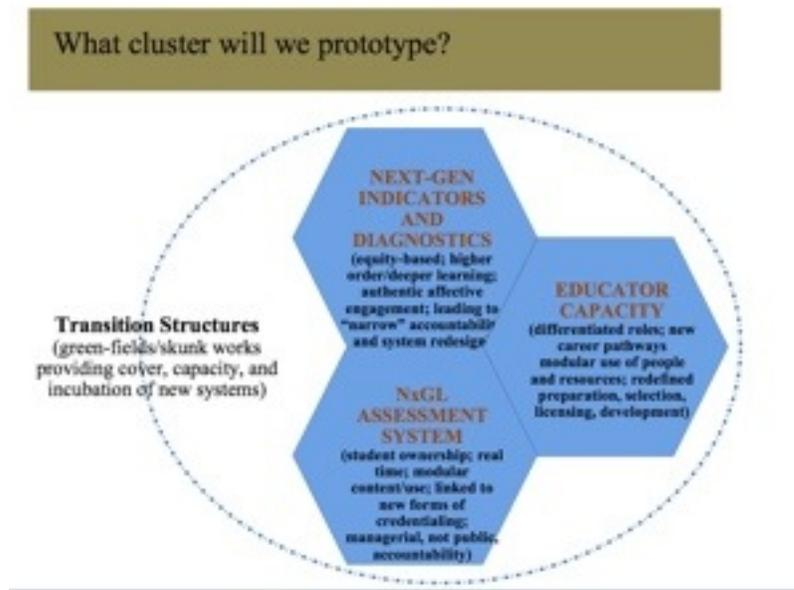 What cluster will we prototype?
NEXT-GEN
INDICATORS
AND
DIAGNOSTICS
(equity-based; higher
order/deeper learning;
authentic affective
engagement; leading to
"narrow" accountability
and system redesign
EDUCATOR
CAPACITY
(differentiated roles; new
career pathways
modular use of people
and resources; redefined
preparation, selection,
licensing, development)
Transition Structures
(green-fields/skunk works
providing cover, capacity, and
incubation of new systems)
NxGL
ASSESSMENT
SYSTEM
(student ownership; real
time; modular
content/use; linked to
new forms of
credentialing;
managerial, not public,
accountability)